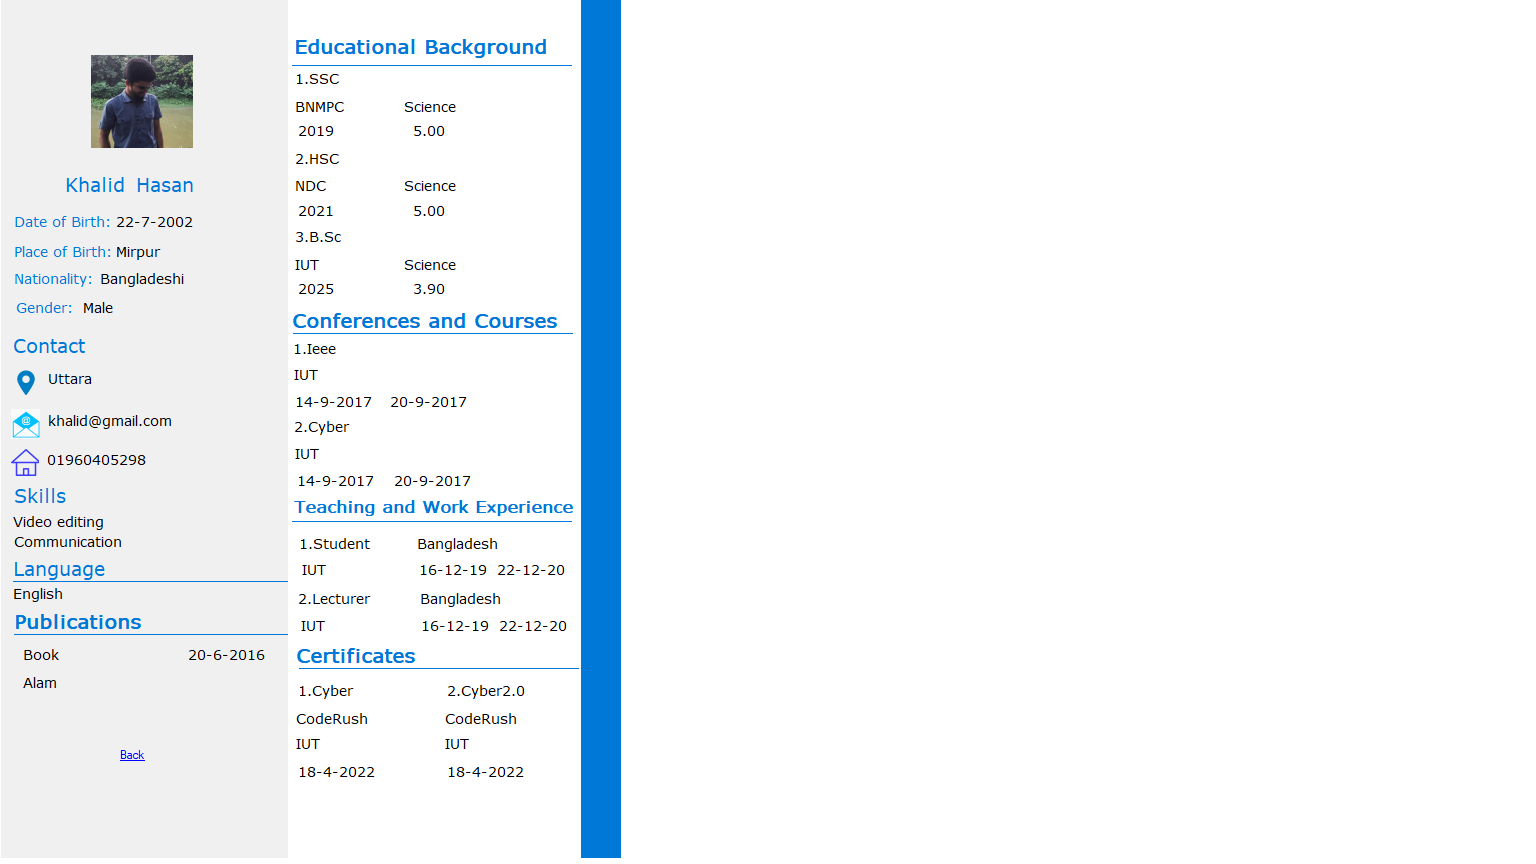 Khalid Hasan
Date of Birth: 22-7-2002
Place of Birth: Mirpur
Nationality: Bangladeshi
Gender: Male
Contact
Uttara
@
khalid@gmail.com
01960405298
Skills
Video editing
Communication
Language
English
Publications
Book 20-6-2016
Alam
Back
Educational Background
1.SSC
BNMPC Science
2019 5.00
2.HSC
NDC Science
2021 5.00
3.B.Sc
IUT Science
2025 3.90
Conferences and Courses
1.Ieee
IUT
14-9-2017 20-9-2017
2.Cyber
IUT
14-9-2017 20-9-2017
Teaching and Work Experience
1.Student Bangladesh
IUT 16-12-19 22-12-20
2.Lecturer Bangladesh
IUT 16-12-19 22-12-20
Certificates
1.Cyber 2.Cyber2.0
CodeRush CodeRush
IUT IUT
18-4-2022 18-4-2022